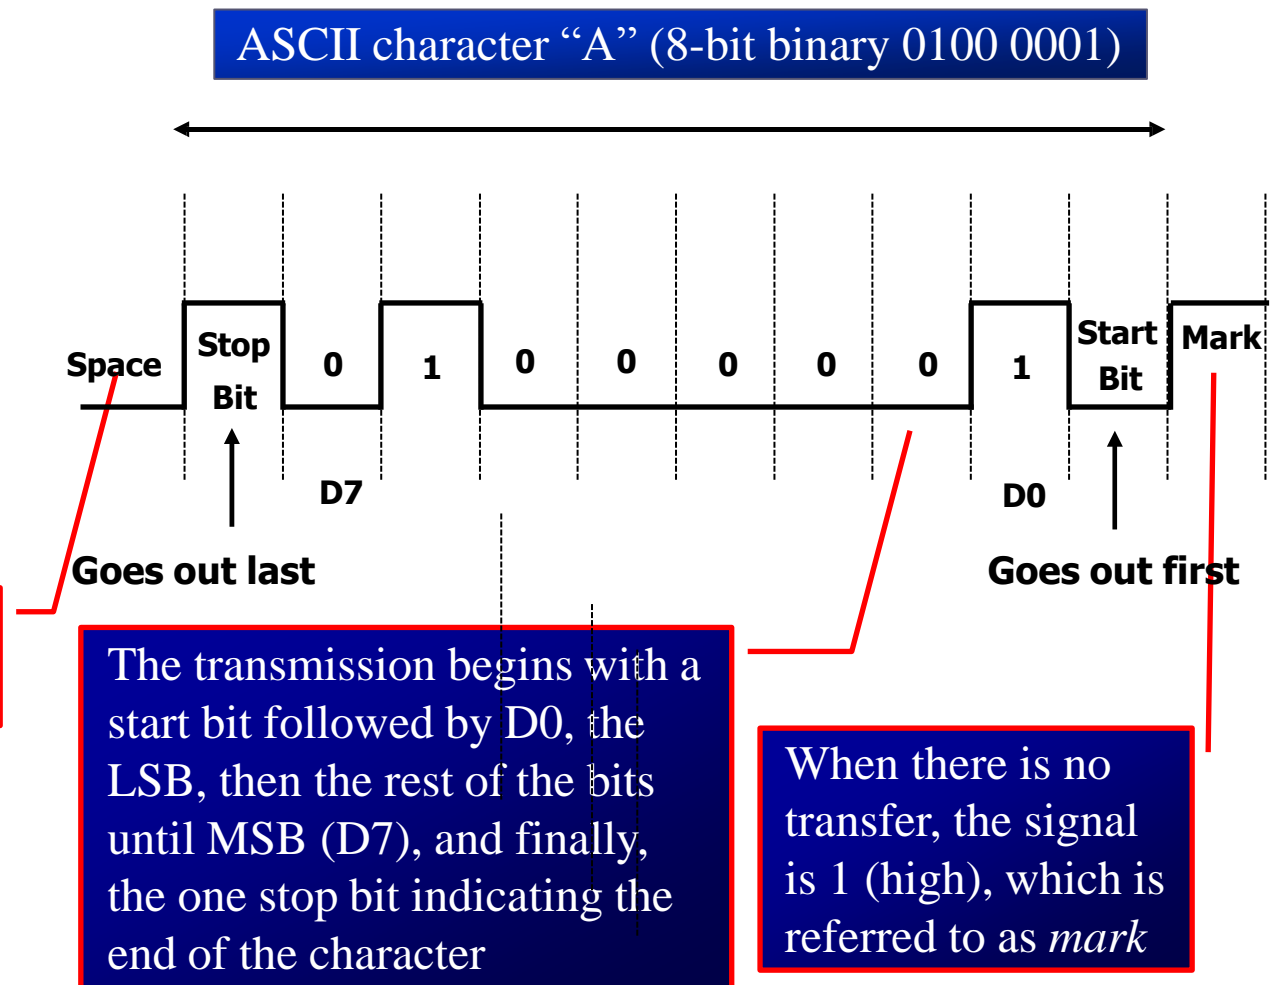 ASCII character “A” (8-bit binary 0100 0001)
Space
Stop
Bit
0
1
0
0
0
0
0
1
Start
Bit
Mark
D7
D0
Goes out last
Goes out first
The transmission begins with a
start bit followed by D0, the
LSB, then the rest of the bits
until MSB (D7), and finally,
the one stop bit indicating the
end of the character
When there is no
transfer, the signal
is 1 (high), which is
referred to as mark